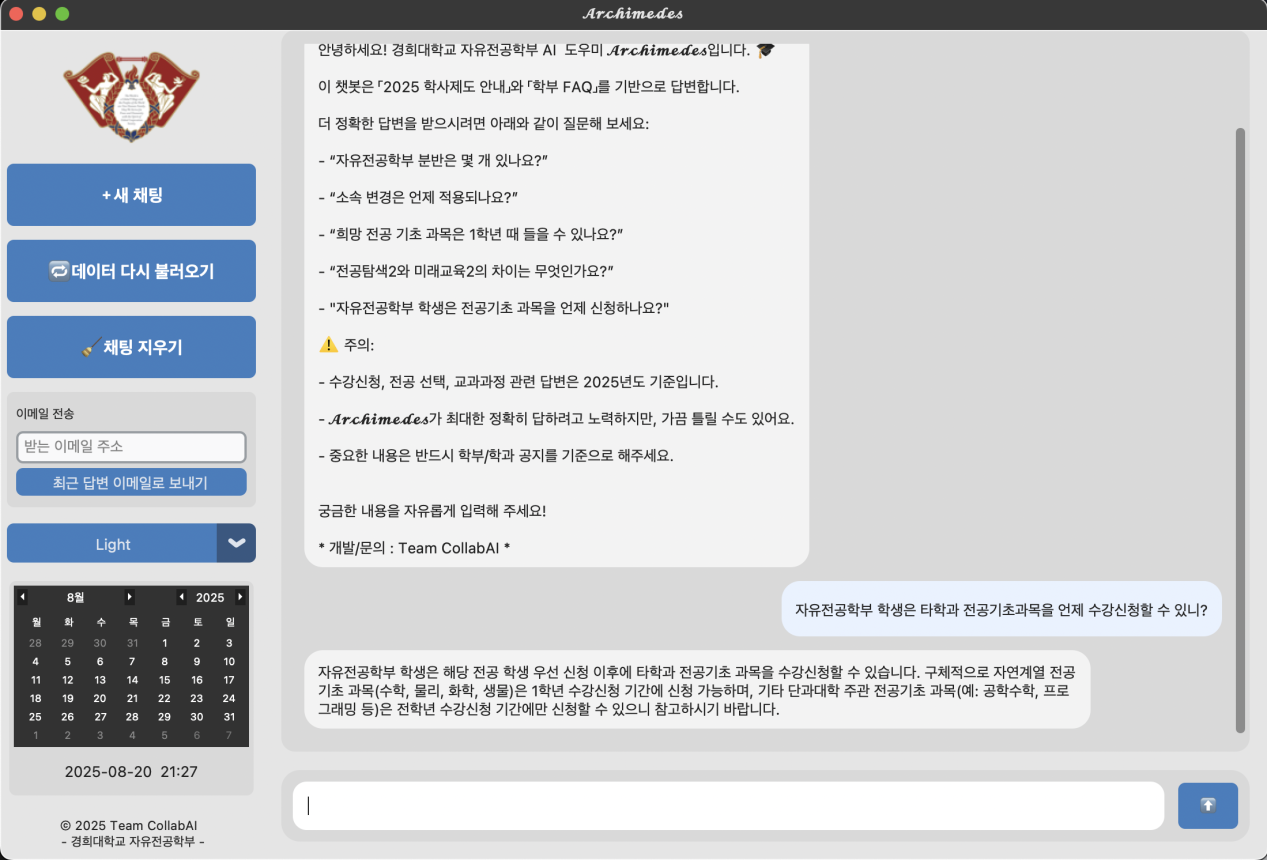 Archimedes
+ 새 채팅
데이터 다시 불러오기
채팅 지우기
이메일 전송
받는 이메일 주소
최근 답변 이메일로 보내기
Light
8월 2025
월 화 수 목 금 토 일
28 29 30 31 1 2 3
4 5 6 7 8 9 10
11 12 13 14 15 16 17
18 19 20 21 22 23 24
25 26 27 28 29 30 31
1 2 3 4 5 6 7
2025-08-20 21:27
© 2025 Team CollabAI
- 경희대학교 자유전공학부 -
안녕하세요! 경희대학교 자유전공학부 AI 도우미 Archimedes입니다. 🎓
이 챗봇은 「2025 학사제도 안내」와 「학부 FAQ」를 기반으로 답변합니다.
더 정확한 답변을 받으시려면 아래와 같이 질문해 보세요:
- “자유전공학부 분반은 몇 개 있나요?”
- “소속 변경은 언제 적용되나요?”
- “희망 전공 기초 과목은 1학년 때 들을 수 있나요?”
- “전공탐색2와 미래교육2의 차이는 무엇인가요?”
- "자유전공학부 학생은 전공기초 과목을 언제 신청하나요?"
⚠️ 주의:
- 수강신청, 전공 선택, 교과과정 관련 답변은 2025년도 기준입니다.
- Archimedes가 최대한 정확히 답하려고 노력하지만, 가끔 틀릴 수도 있어요.
- 중요한 내용은 반드시 학부/학과 공지를 기준으로 해주세요.
궁금한 내용을 자유롭게 입력해 주세요!
* 개발/문의 : Team CollabAI *
자유전공학부 학생은 타학과 전공기초과목을 언제 수강신청할 수 있니?
자유전공학부 학생은 해당 전공 학생 우선 신청 이후에 타학과 전공기초 과목을 수강신청할 수 있습니다. 구체적으로 자연계열 전공
기초 과목(수학, 물리, 화학, 생물)은 1학년 수강신청 기간에 신청 가능하며, 기타 단과대학 주관 전공기초 과목(예: 공학수학, 프로
그래밍 등)은 전학년 수강신청 기간에만 신청할 수 있으니 참고하시기 바랍니다.